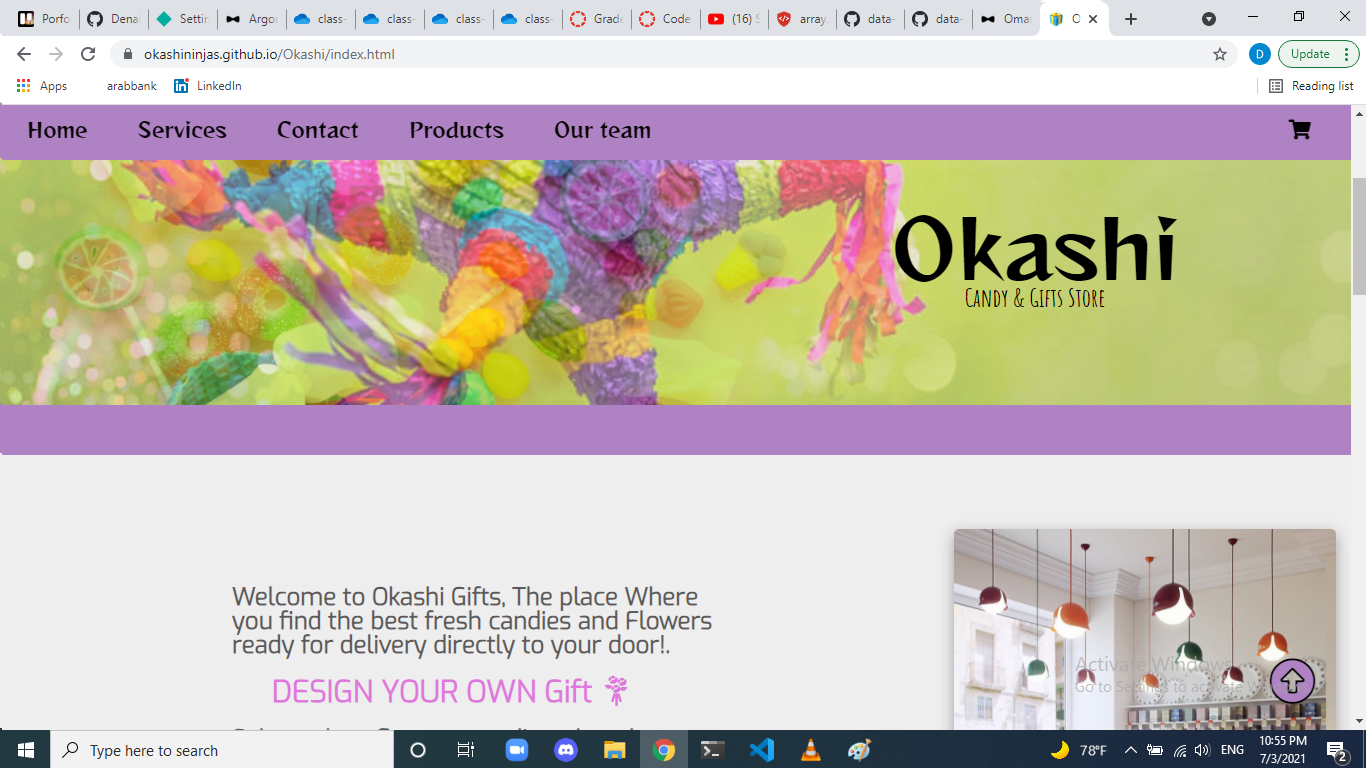 Porfo
Dena
Settin
Argon
class-
class-
class-
class-
Grade
Code
(16) S
array
data-
data-
Omar
O
okashininjas.github.io/Okashi/index.html
D
Update
Apps
arabbank
LinkedIn
Reading list
Home
Services
Contact
Products
Our team
Okashi
Candy & Gifts Store
Welcome to Okashi Gifts, The place Where
you find the best fresh candies and Flowers
ready for delivery directly to your door!.
DESIGN YOUR OWN Gift
Activate Windows
Go to Settings to activate
Type here to search
78°F
ENG
10:55 PM
7/3/2021
2